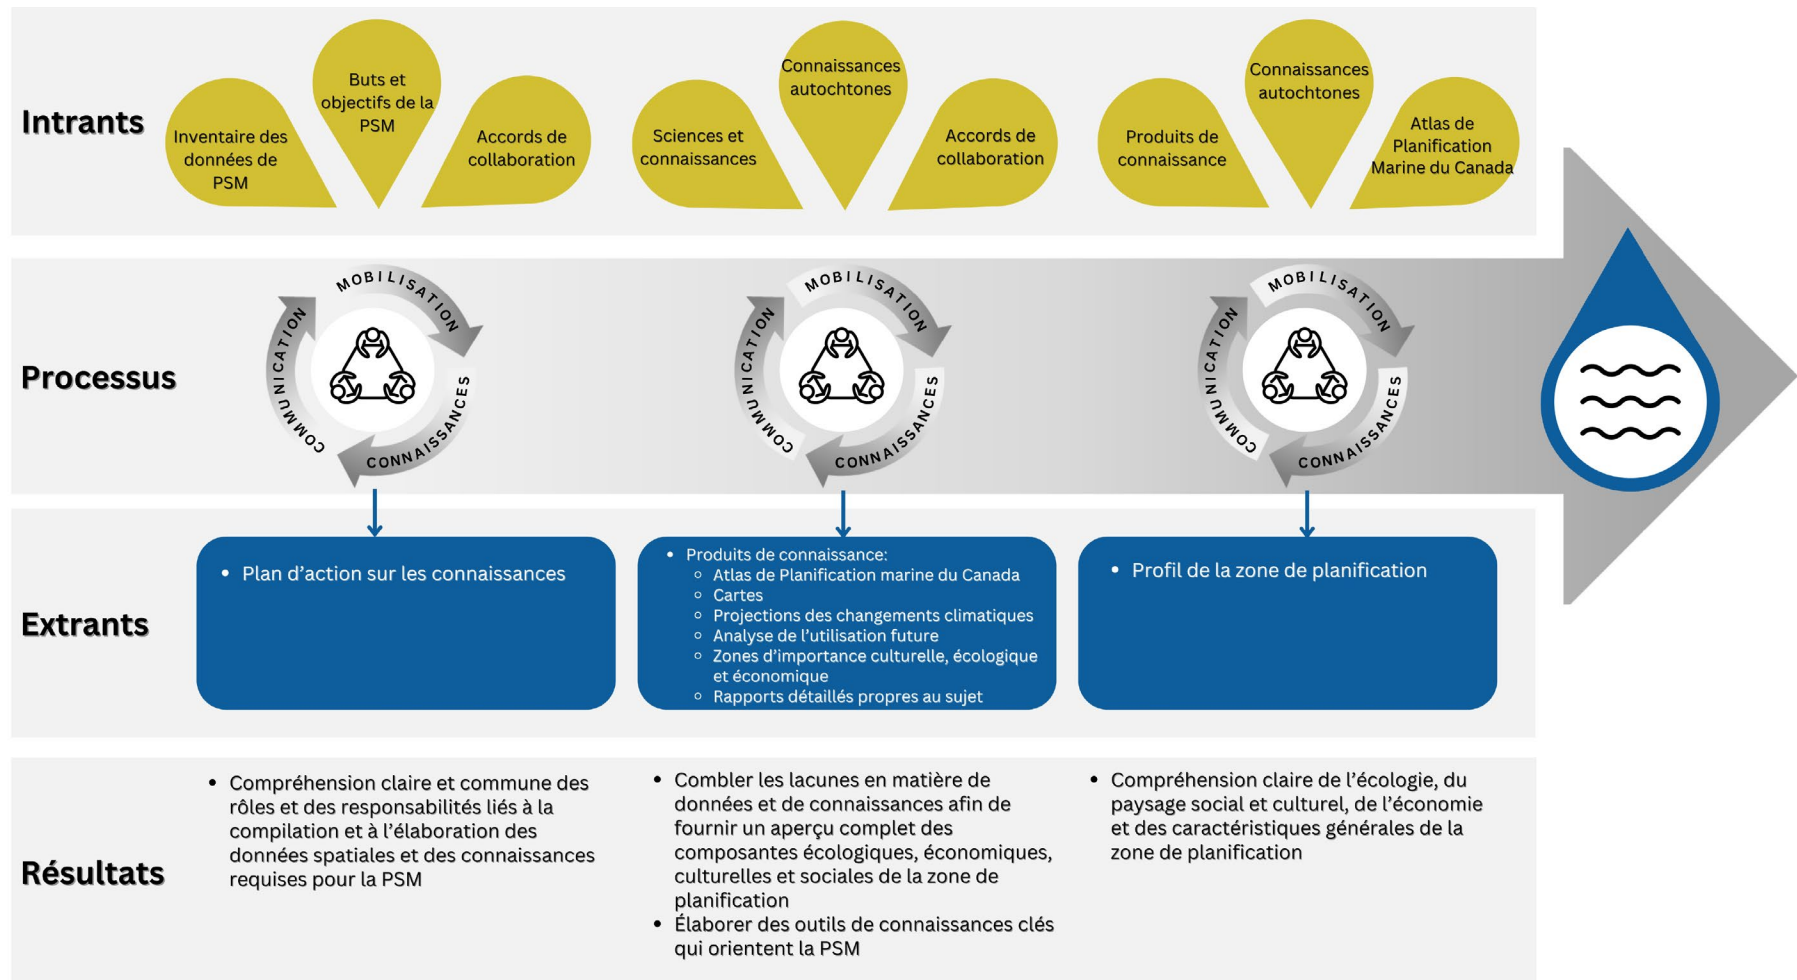 Intrants
Inventaire des
données de
PSM
Buts et
objectifs de la
PSM
Accords de
collaboration
Sciences et
connaissances
Connaissances
autochtones
Accords de
collaboration
Produits de
connaissance
Connaissances
autochtones
Atlas de
Planification
Marine du Canada
Processus
MOBILISATION
CONNAISSANCES
COMMUNICATION
MOBILISATION
CONNAISSANCES
COMMUNICATION
MOBILISATION
CONNAISSANCES
COMMUNICATION
Extrants
• Plan d’action sur les connaissances
• Produits de connaissance:
○ Atlas de Planification marine du Canada
○ Cartes
○ Projections des changements climatiques
○ Analyse de l’utilisation future
○ Zones d’importance culturelle, écologique
et économique
○ Rapports détaillés propres au sujet
• Profil de la zone de planification
Résultats
• Compréhension claire et commune des
rôles et des responsabilités liés à la
compilation et à l’élaboration des
données spatiales et des connaissances
requises pour la PSM
• Combler les lacunes en matière de
données et de connaissances afin de
fournir un aperçu complet des
composantes écologiques, économiques,
culturelles et sociales de la zone de
planification
• Élaborer des outils de connaissances clés
qui orientent la PSM
• Compréhension claire de l’écologie, du
paysage social et culturel, de l’économie
et des caractéristiques générales de la
zone de planification